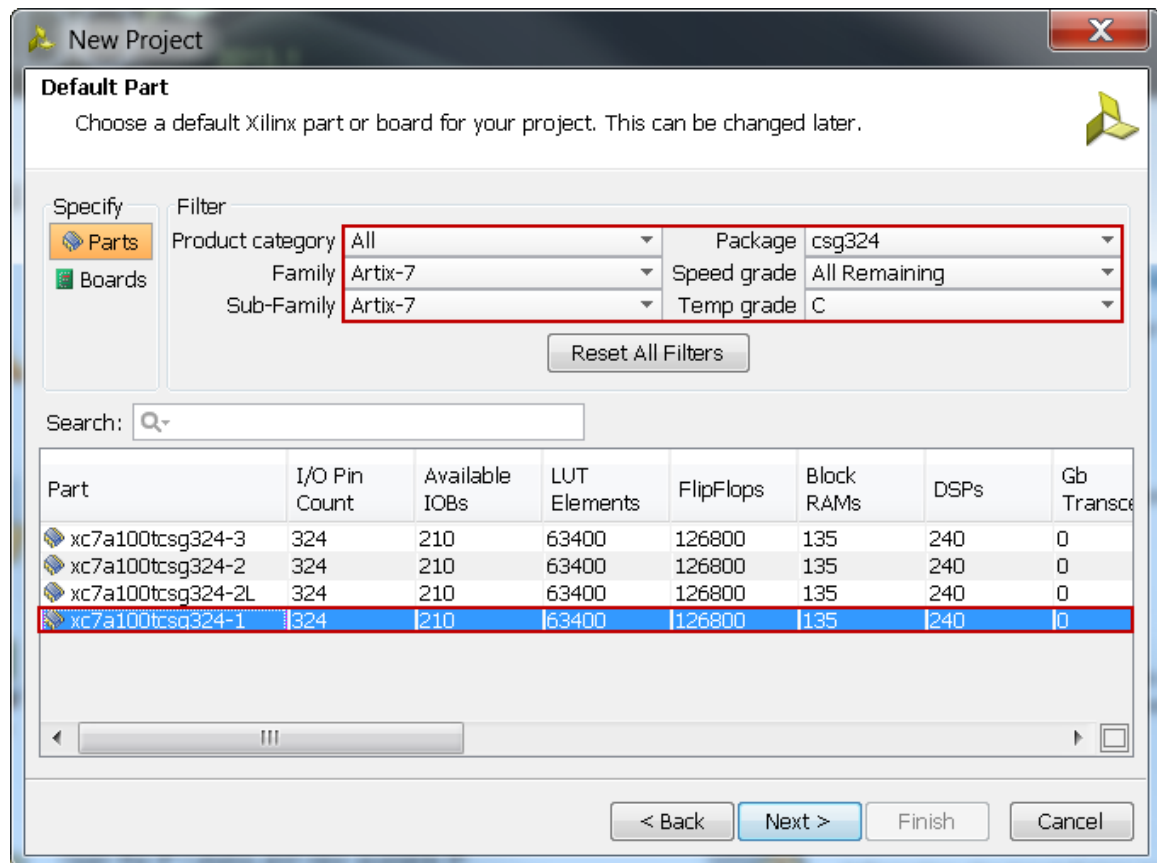 New Project
X
Default Part
Choose a default Xilinx part or board for your project. This can be changed later.
Specify Filter
Parts Product category All Package csg324
Boards Family Artix-7 Speed grade All Remaining
Sub-Family Artix-7 Temp grade C
Reset All Filters
Search:
Part I/O Pin Count Available IOBs LUT Elements FlipFlops Block RAMs DSPs Gb Transce
xc7a100tcsg324-3 324 210 63400 126800 135 240 0
xc7a100tcsg324-2 324 210 63400 126800 135 240 0
xc7a100tcsg324-2L 324 210 63400 126800 135 240 0
xc7a100tcsg324-1 324 210 63400 126800 135 240 0
< Back Next > Finish Cancel